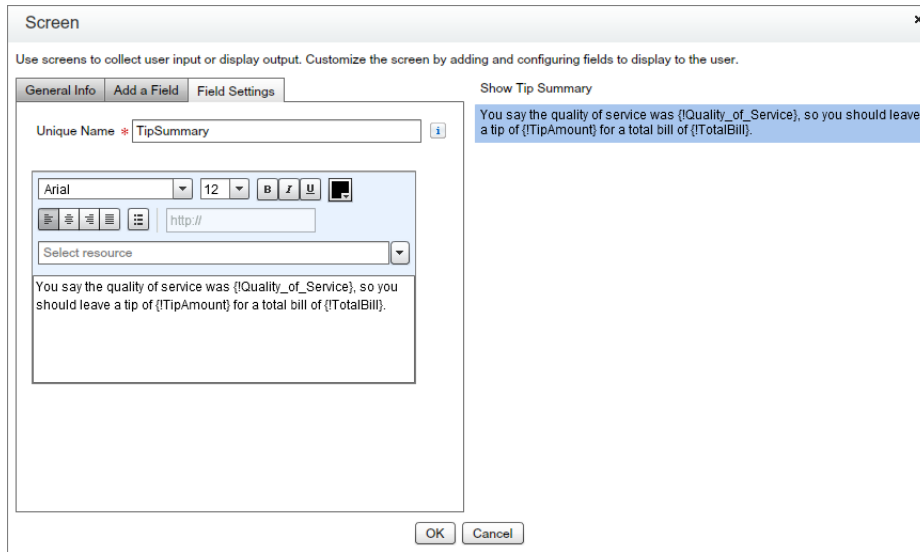 Screen
Use screens to collect user input or display output. Customize the screen by adding and configuring fields to display to the user.
General Info Add a Field Field Settings
Unique Name * TipSummary i
Arial 12 B I U
http://
Select resource
You say the quality of service was {!Quality_of_Service}, so you
should leave a tip of {!TipAmount} for a total bill of {!TotalBill}.
Show Tip Summary
You say the quality of service was {!Quality_of_Service}, so you should leave
a tip of {!TipAmount} for a total bill of {!TotalBill}.
OK Cancel